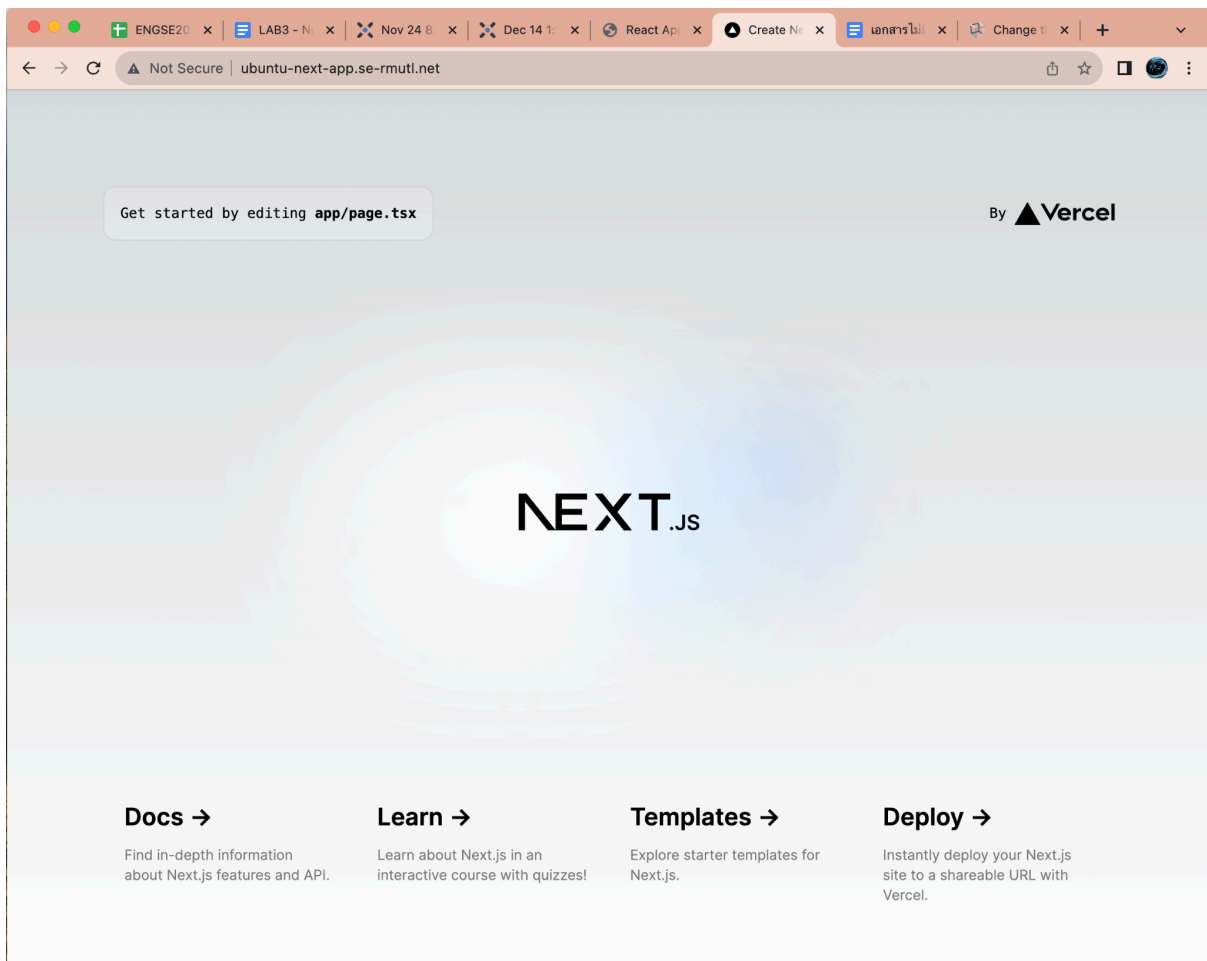 ENGSE20
LAB3 - N
Nov 24 8:
Dec 14 1:
React Ap
Create Ne
เอกสารไม่
Change t
Not Secure
ubuntu-next-app.se-rmutl.net
Get started by editing app/page.tsx
By Vercel
NEXT.JS
Docs →
Find in-depth information
about Next.js features and API.
Learn →
Learn about Next.js in an
interactive course with quizzes!
Templates →
Explore starter templates for
Next.js.
Deploy →
Instantly deploy your Next.js
site to a shareable URL with
Vercel.